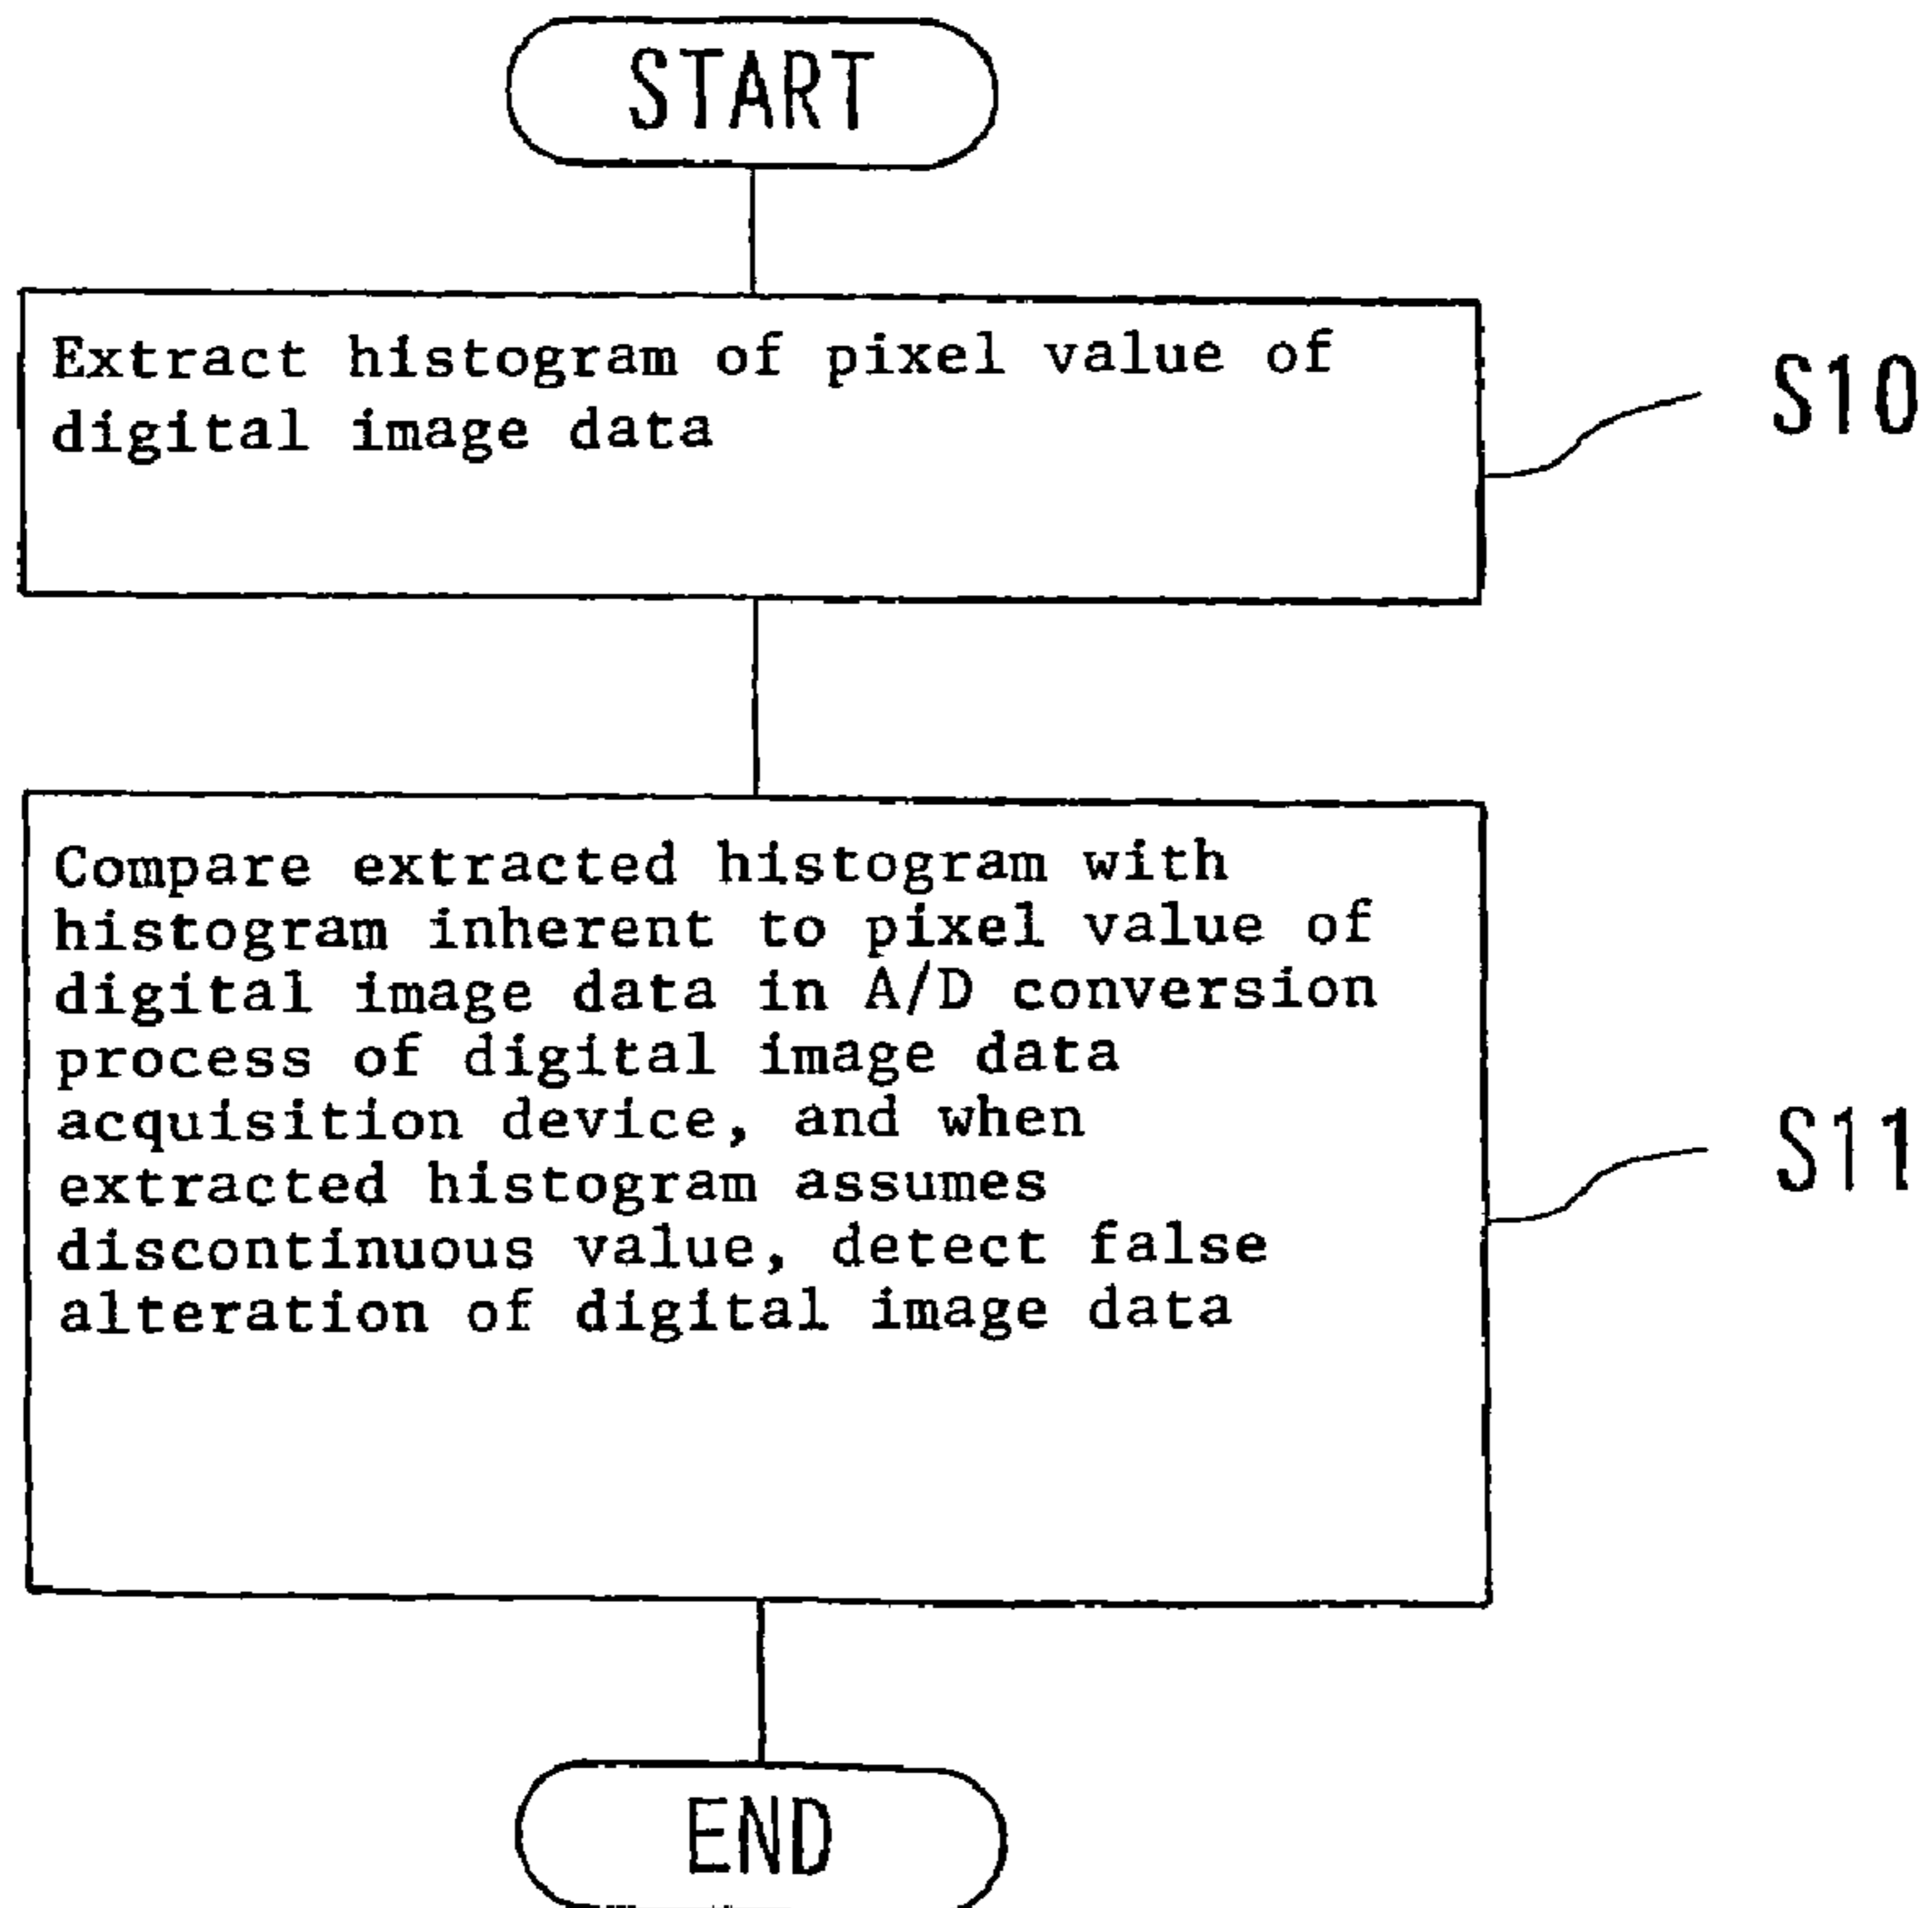 START
Extract histogram of pixel value of
digital image data
S10
Compare extracted histogram with
histogram inherent to pixel value of
digital image data in A/D conversion
process of digital image data
acquisition device, and when
extracted histogram assumes
discontinuous value, detect false
alteration of digital image data
S11
END